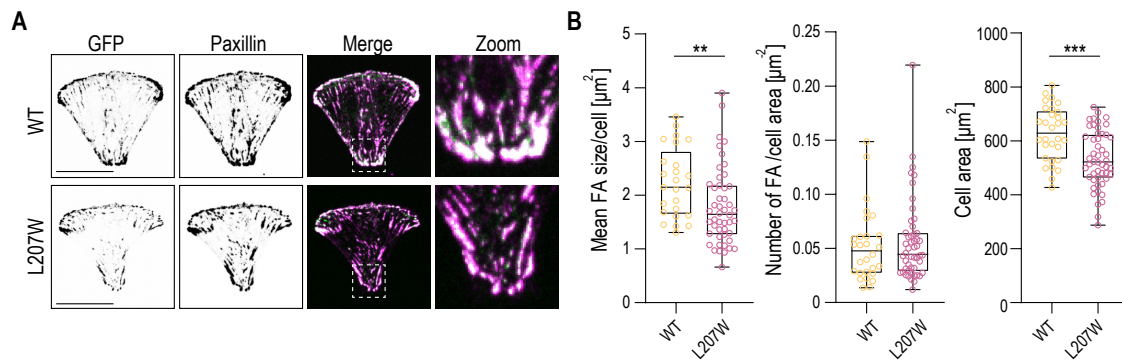 A
GFP Paxillin Merge Zoom
WT
L207W
B
Mean FA size/cell [μm²]
5
4
3
2
1
0
**
WT L207W
Number of FA /cell area [μm⁻²]
0.25
0.20
0.15
0.10
0.05
0
WT L207W
Cell area [μm²]
1000
800
600
400
200
0
***
WT L207W